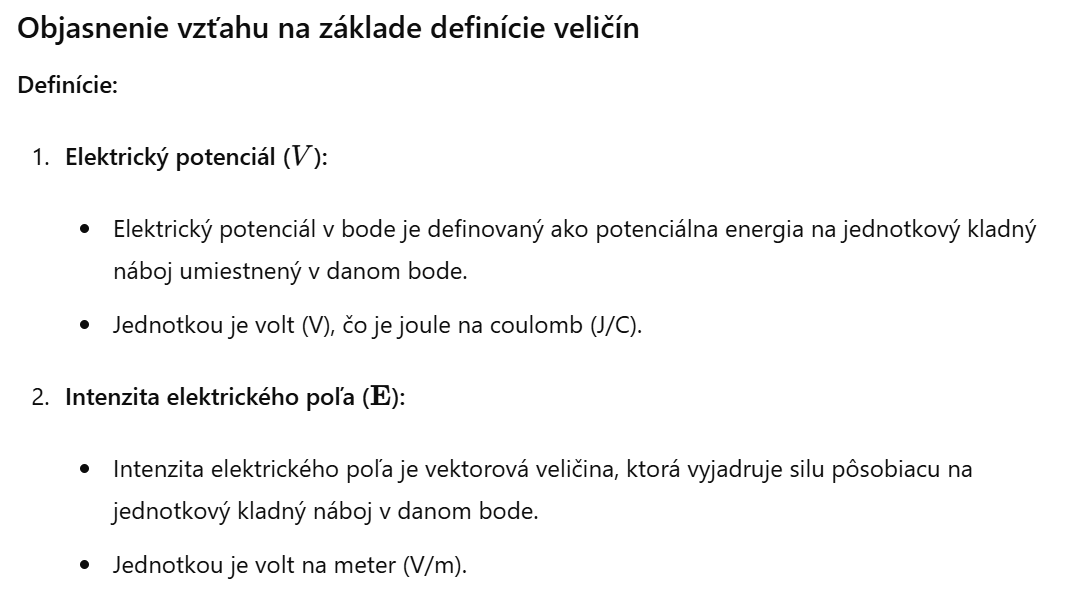 Objasnenie vzťahu na základe definície veličín
Definície:
1. Elektrický potenciál (V):
• Elektrický potenciál v bode je definovaný ako potenciálna energia na jednotkový kladný
náboj umiestnený v danom bode.
• Jednotkou je volt (V), čo je joule na coulomb (J/C).
2. Intenzita elektrického poľa (E):
• Intenzita elektrického poľa je vektorová veličina, ktorá vyjadruje silu pôsobiacu na
jednotkový kladný náboj v danom bode.
• Jednotkou je volt na meter (V/m).